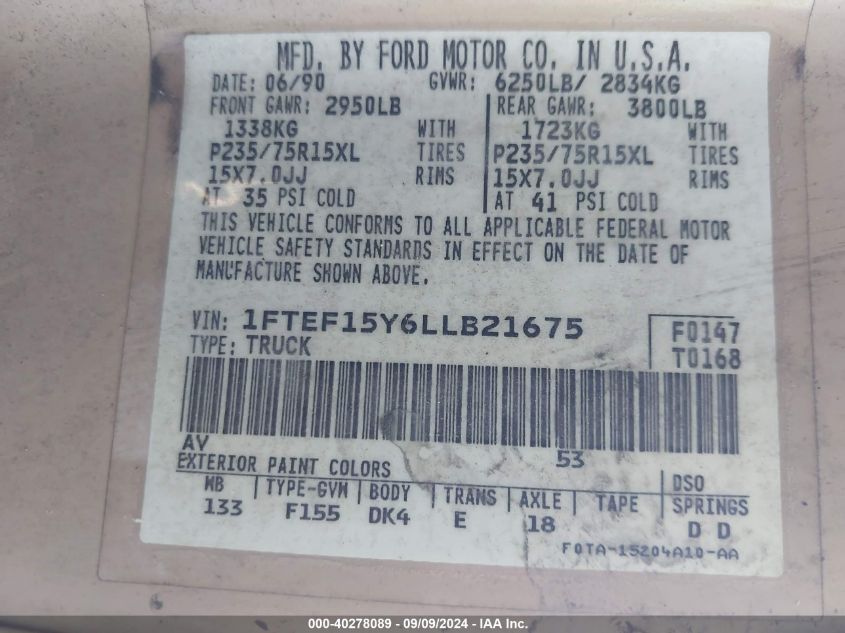 MFD. BY FORD MOTOR CO. IN U.S.A.
DATE: 06/90 GVWR: 6250LB/ 2834KG
FRONT GAWR: 2950LB REAR GAWR: 3800LB
1338KG WITH 1723KG WITH
P235/75R15XL TIRES P235/75R15XL TIRES
15X7.0JJ RIMS 15X7.0JJ RIMS
AT 35 PSI COLD AT 41 PSI COLD
THIS VEHICLE CONFORMS TO ALL APPLICABLE FEDERAL MOTOR
VEHICLE SAFETY STANDARDS IN EFFECT ON THE DATE OF
MANUFACTURE SHOWN ABOVE.
VIN: 1FTEF15Y6LLB21675 F0147
TYPE: TRUCK T0168
AV 53
EXTERIOR PAINT COLORS DSO
WB TYPE-GVM BODY TRANS AXLE TAPE SPRINGS
133 F155 DK4 E 18 D D
F0TA-15204A10-AA
000-40278089 - 09/09/2024 - IAA Inc.